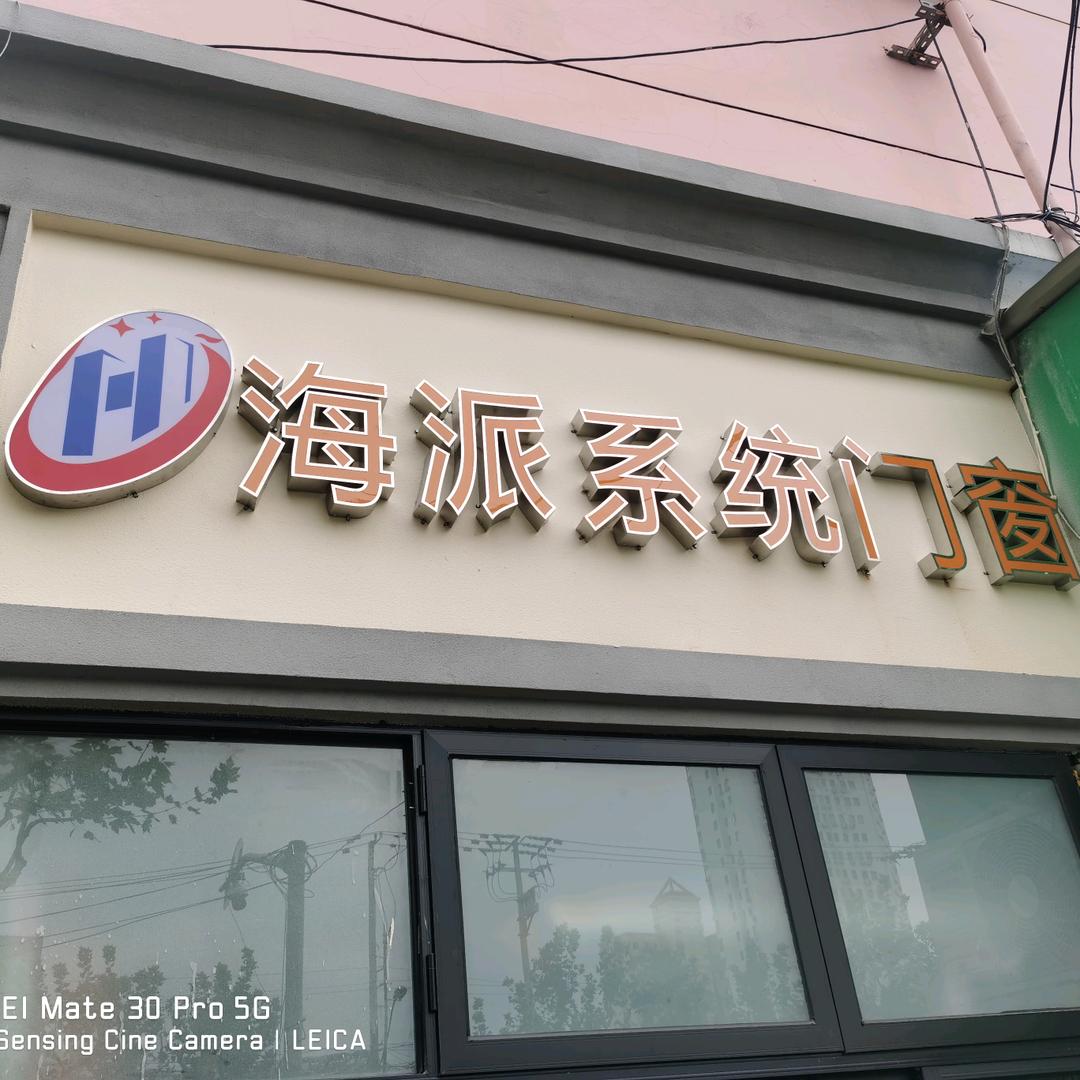 海派系统门窗
EI Mate 30 Pro 5G
Sensing Cine Camera | LEICA